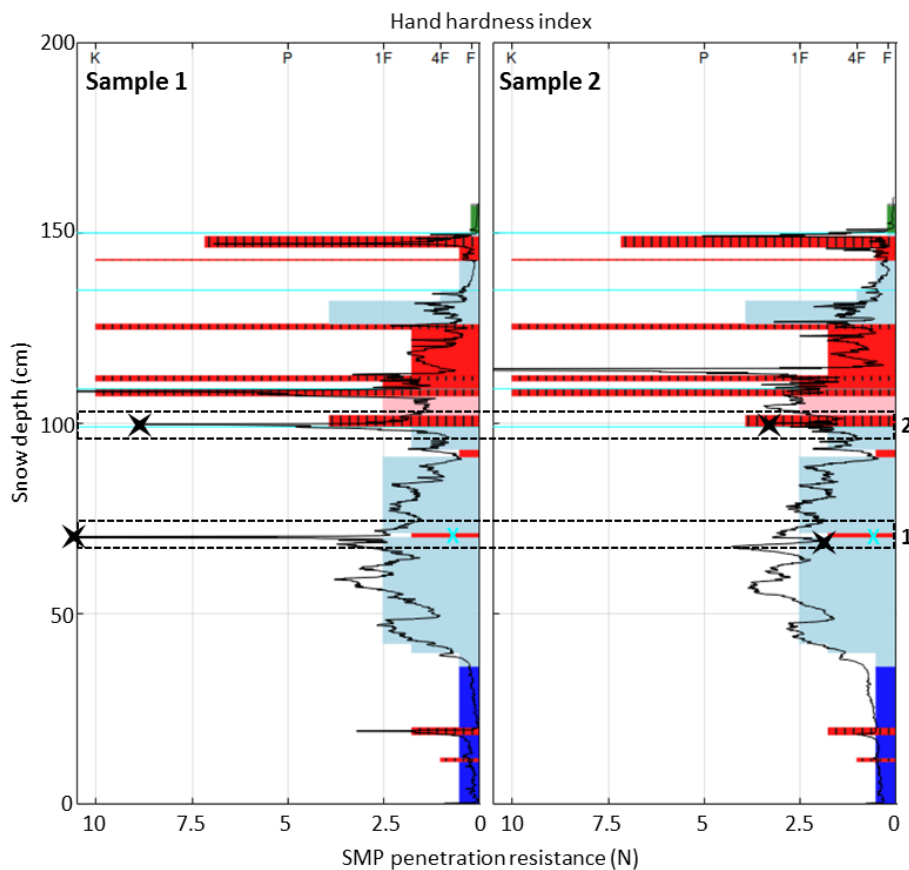 Hand hardness index
200
K P 1F 4F F K P 1F 4F F
Sample 1 Sample 2
150
100
2
1
50
0
10 7.5 5 2.5 0 10 7.5 5 2.5 0
SMP penetration resistance (N)
Snow depth (cm)